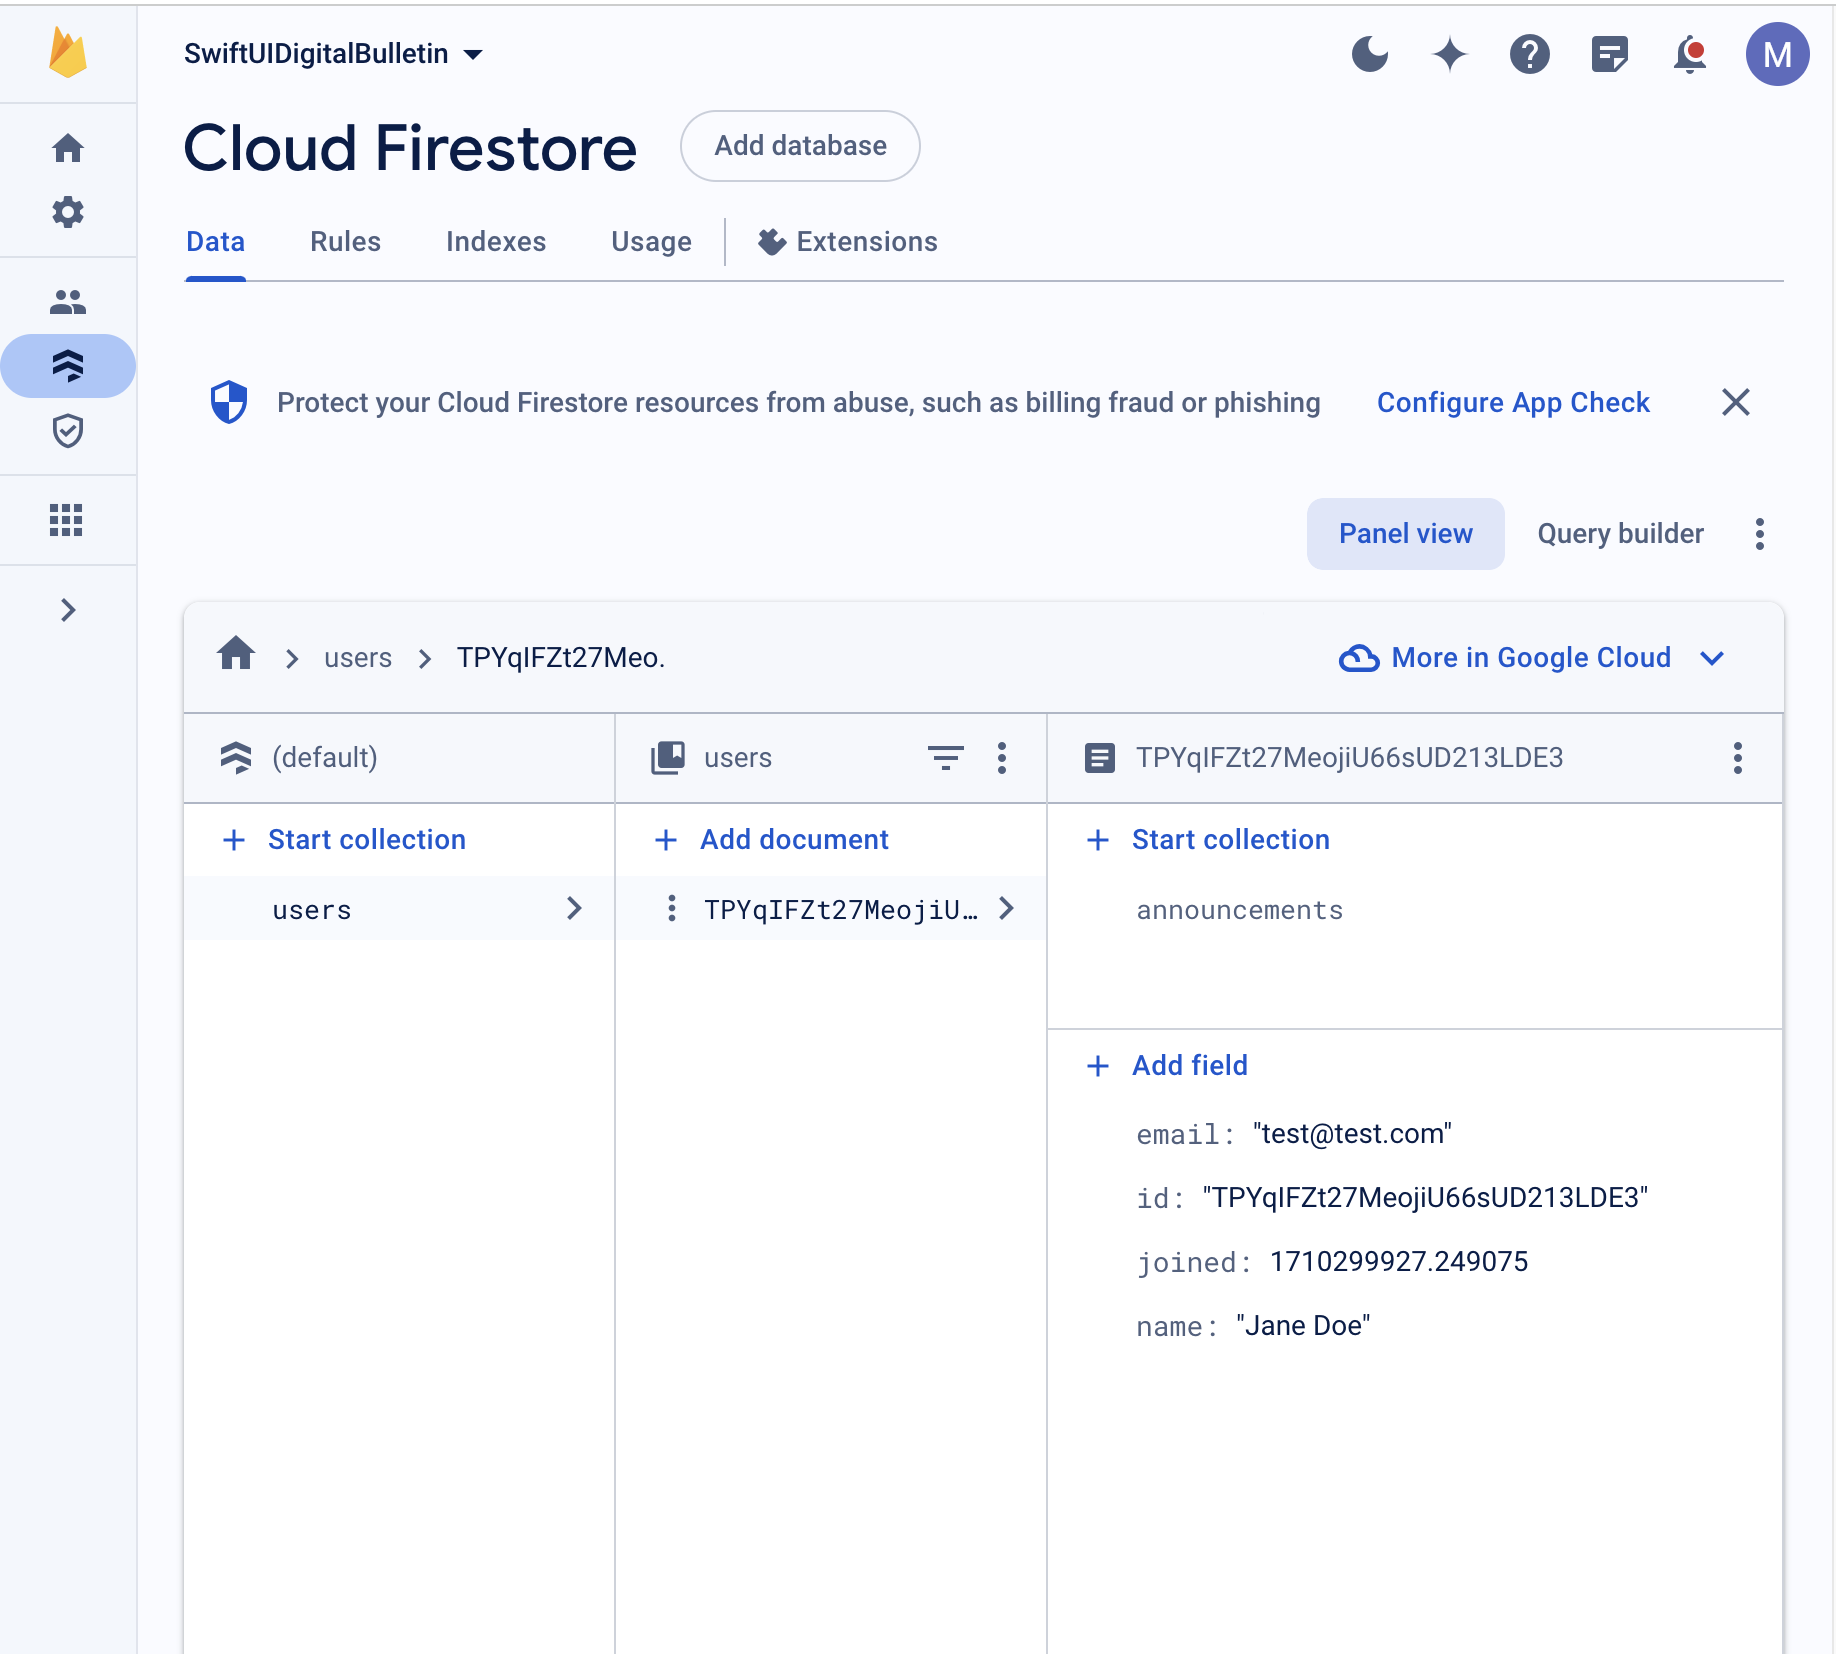 SwiftUIDigitalBulletin
M
Cloud Firestore
Add database
Data Rules Indexes Usage Extensions
Protect your Cloud Firestore resources from abuse, such as billing fraud or phishing Configure App Check
Panel view Query builder
users TPYqIFZt27Meo.
More in Google Cloud
(default)
Start collection
users
users
Add document
TPYqIFZt27MeojiU…
TPYqIFZt27MeojiU66sUD213LDE3
Start collection
announcements
Add field
email: "test@test.com"
id: "TPYqIFZt27MeojiU66sUD213LDE3"
joined: 1710299927.249075
name: "Jane Doe"